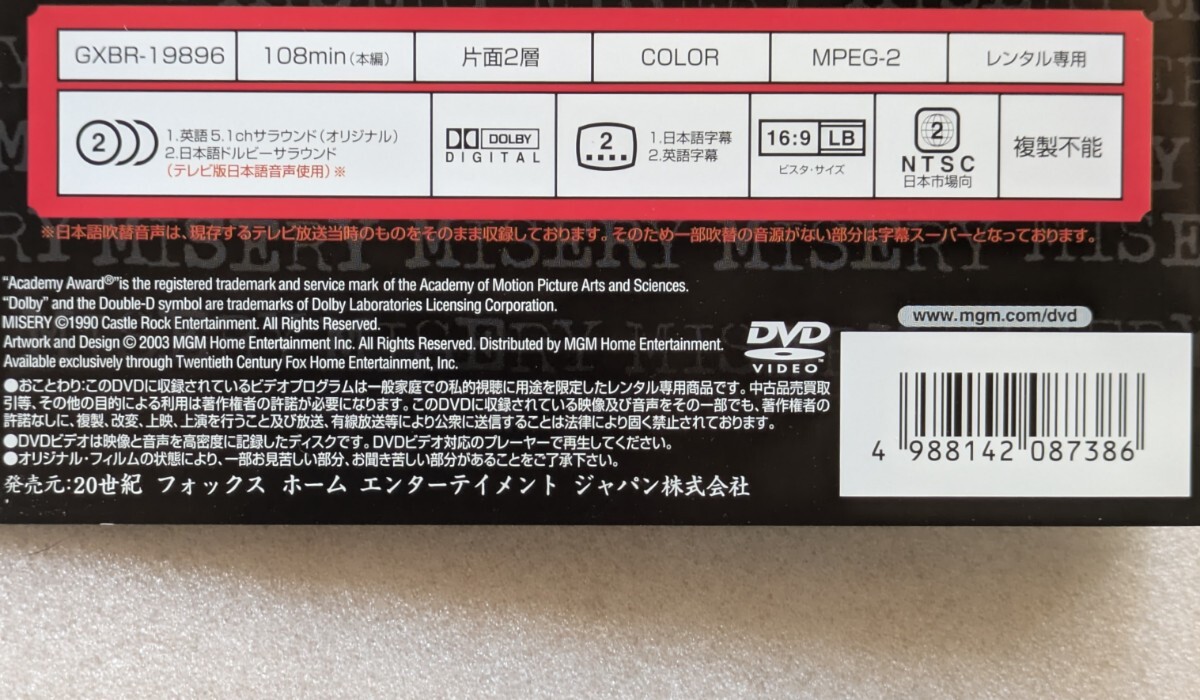 GXBR-19896 108min(本編) 片面2層 COLOR MPEG-2 レンタル専用
2 1.英語5.1chサラウンド(オリジナル)
2.日本語ドルビーサラウンド
(テレビ版日本語音声使用)※
DOLBY
DIGITAL
2 1.日本語字幕
2.英語字幕
16:9 LB
ビスタ・サイズ
2
NTSC
日本市場向
複製不能
※日本語吹替音声は、現存するテレビ放送当時のものをそのまま収録しております。そのため一部吹替の音源がない部分は字幕スーパーとなっております。
RY MISERY MISERY MISERY MISERY MISE
"Academy Award®"is the registered trademark and service mark of the Academy of Motion Picture Arts and Sciences.
"Dolby" and the Double-D symbol are trademarks of Dolby Laboratories Licensing Corporation.
MISERY ©1990 Castle Rock Entertainment. All Rights Reserved.
Artwork and Design © 2003 MGM Home Entertainment Inc. All Rights Reserved. Distributed by MGM Home Entertainment.
Available exclusively through Twentieth Century Fox Home Entertainment, Inc.
DVD
VIDEO™
www.mgm.com/dvd
●おことわり:このDVDに収録されているビデオプログラムは一般家庭での私的視聴に用途を限定したレンタル専用商品です。中古品売買取
引等、その他の目的による利用は著作権者の許諾が必要になります。このDVDに収録されている映像及び音声をその一部でも、著作権者の
許諾なしに、複製、改変、上映、上演を行うこと及び放送、有線放送等により公衆に送信することは法律により固く禁止されております。
●DVDビデオは映像と音声を高密度に記録したディスクです。DVDビデオ対応のプレーヤーで再生してください。
●オリジナル・フィルムの状態により、一部お見苦しい部分、お聞き苦しい部分があることをご了承下さい。
発売元:20世紀 フォックス ホーム エンターテイメント ジャパン株式会社
4 988142 087386